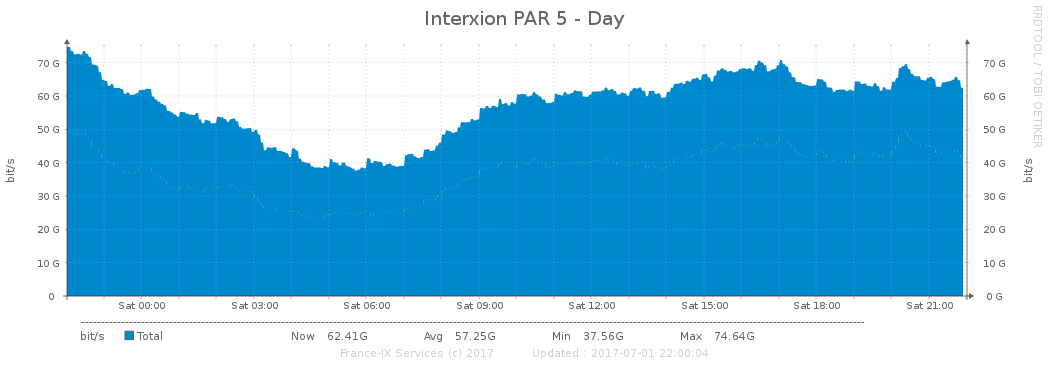 Interxion PAR 5 - Day
RRDTOOL / TOBI OETIKER
bit/s
70 G
60 G
50 G
40 G
30 G
20 G
10 G
0
70 G
60 G
50 G
40 G
30 G
20 G
10 G
0 G
bit/s
Sat 00:00 Sat 03:00 Sat 06:00 Sat 09:00 Sat 12:00 Sat 15:00 Sat 18:00 Sat 21:00
bit/s Total Now 62.41G Avg 57.25G Min 37.56G Max 74.64G
France-IX Services (c) 2017 Updated : 2017-07-01 22:00:04